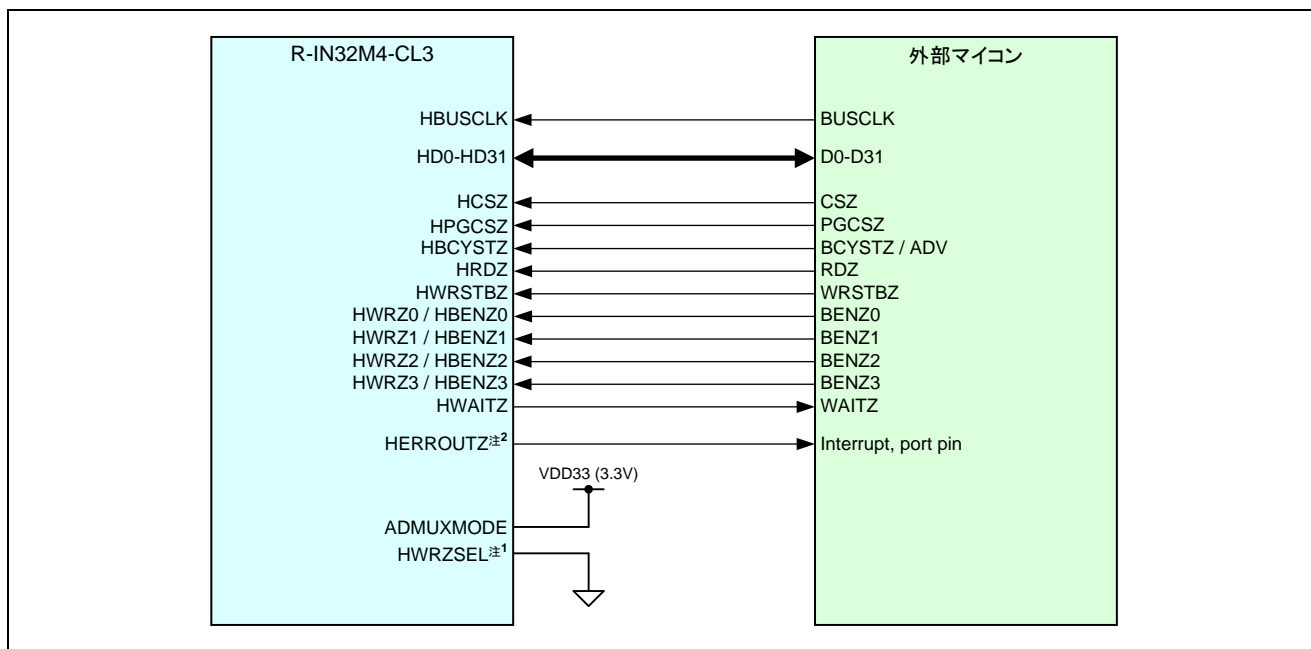 R-IN32M4-CL3 外部マイコン
HBUSCLK BUSCLK
HD0-HD31 D0-D31
HCSZ CSZ
HPGCSZ PGCSZ
HBCYSTZ BCYSTZ / ADV
HRDZ RDZ
HWRSTBZ WRSTBZ
HWRZ0 / HBENZ0 BENZ0
HWRZ1 / HBENZ1 BENZ1
HWRZ2 / HBENZ2 BENZ2
HWRZ3 / HBENZ3 BENZ3
HWAITZ WAITZ
HERROUTZ注2 Interrupt, port pin
VDD33 (3.3V)
ADMUXMODE
HWRZSEL注1